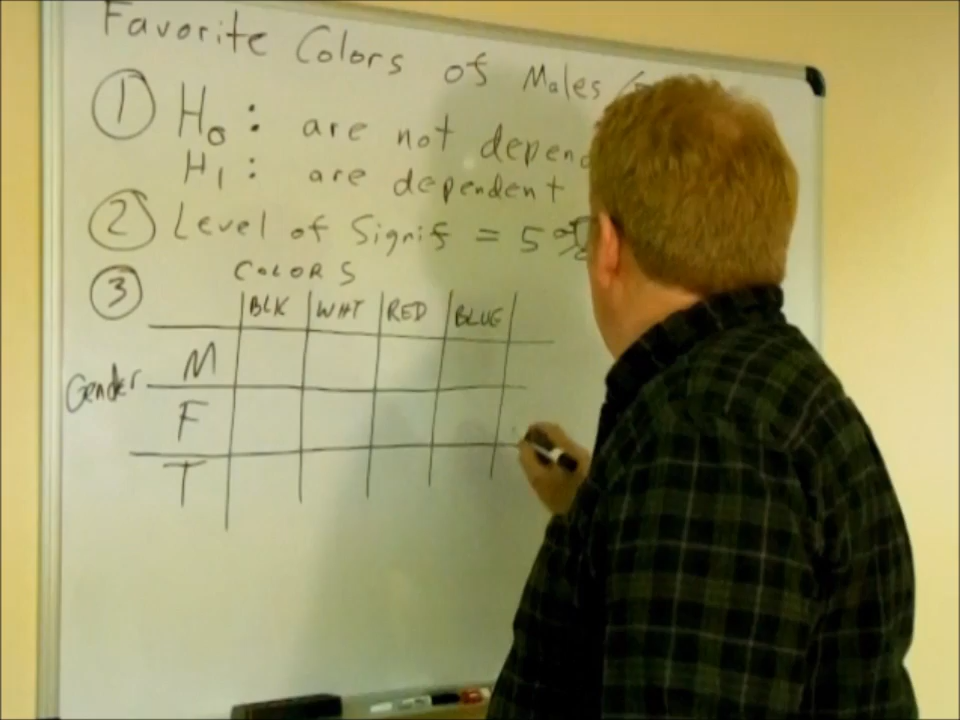 Favorite Colors of Males
① H₀: are not depend
H₁: are dependent
② Level of Signif = 5%
③ COLORS
BLK WHT RED BLUE
Gender M
F
T